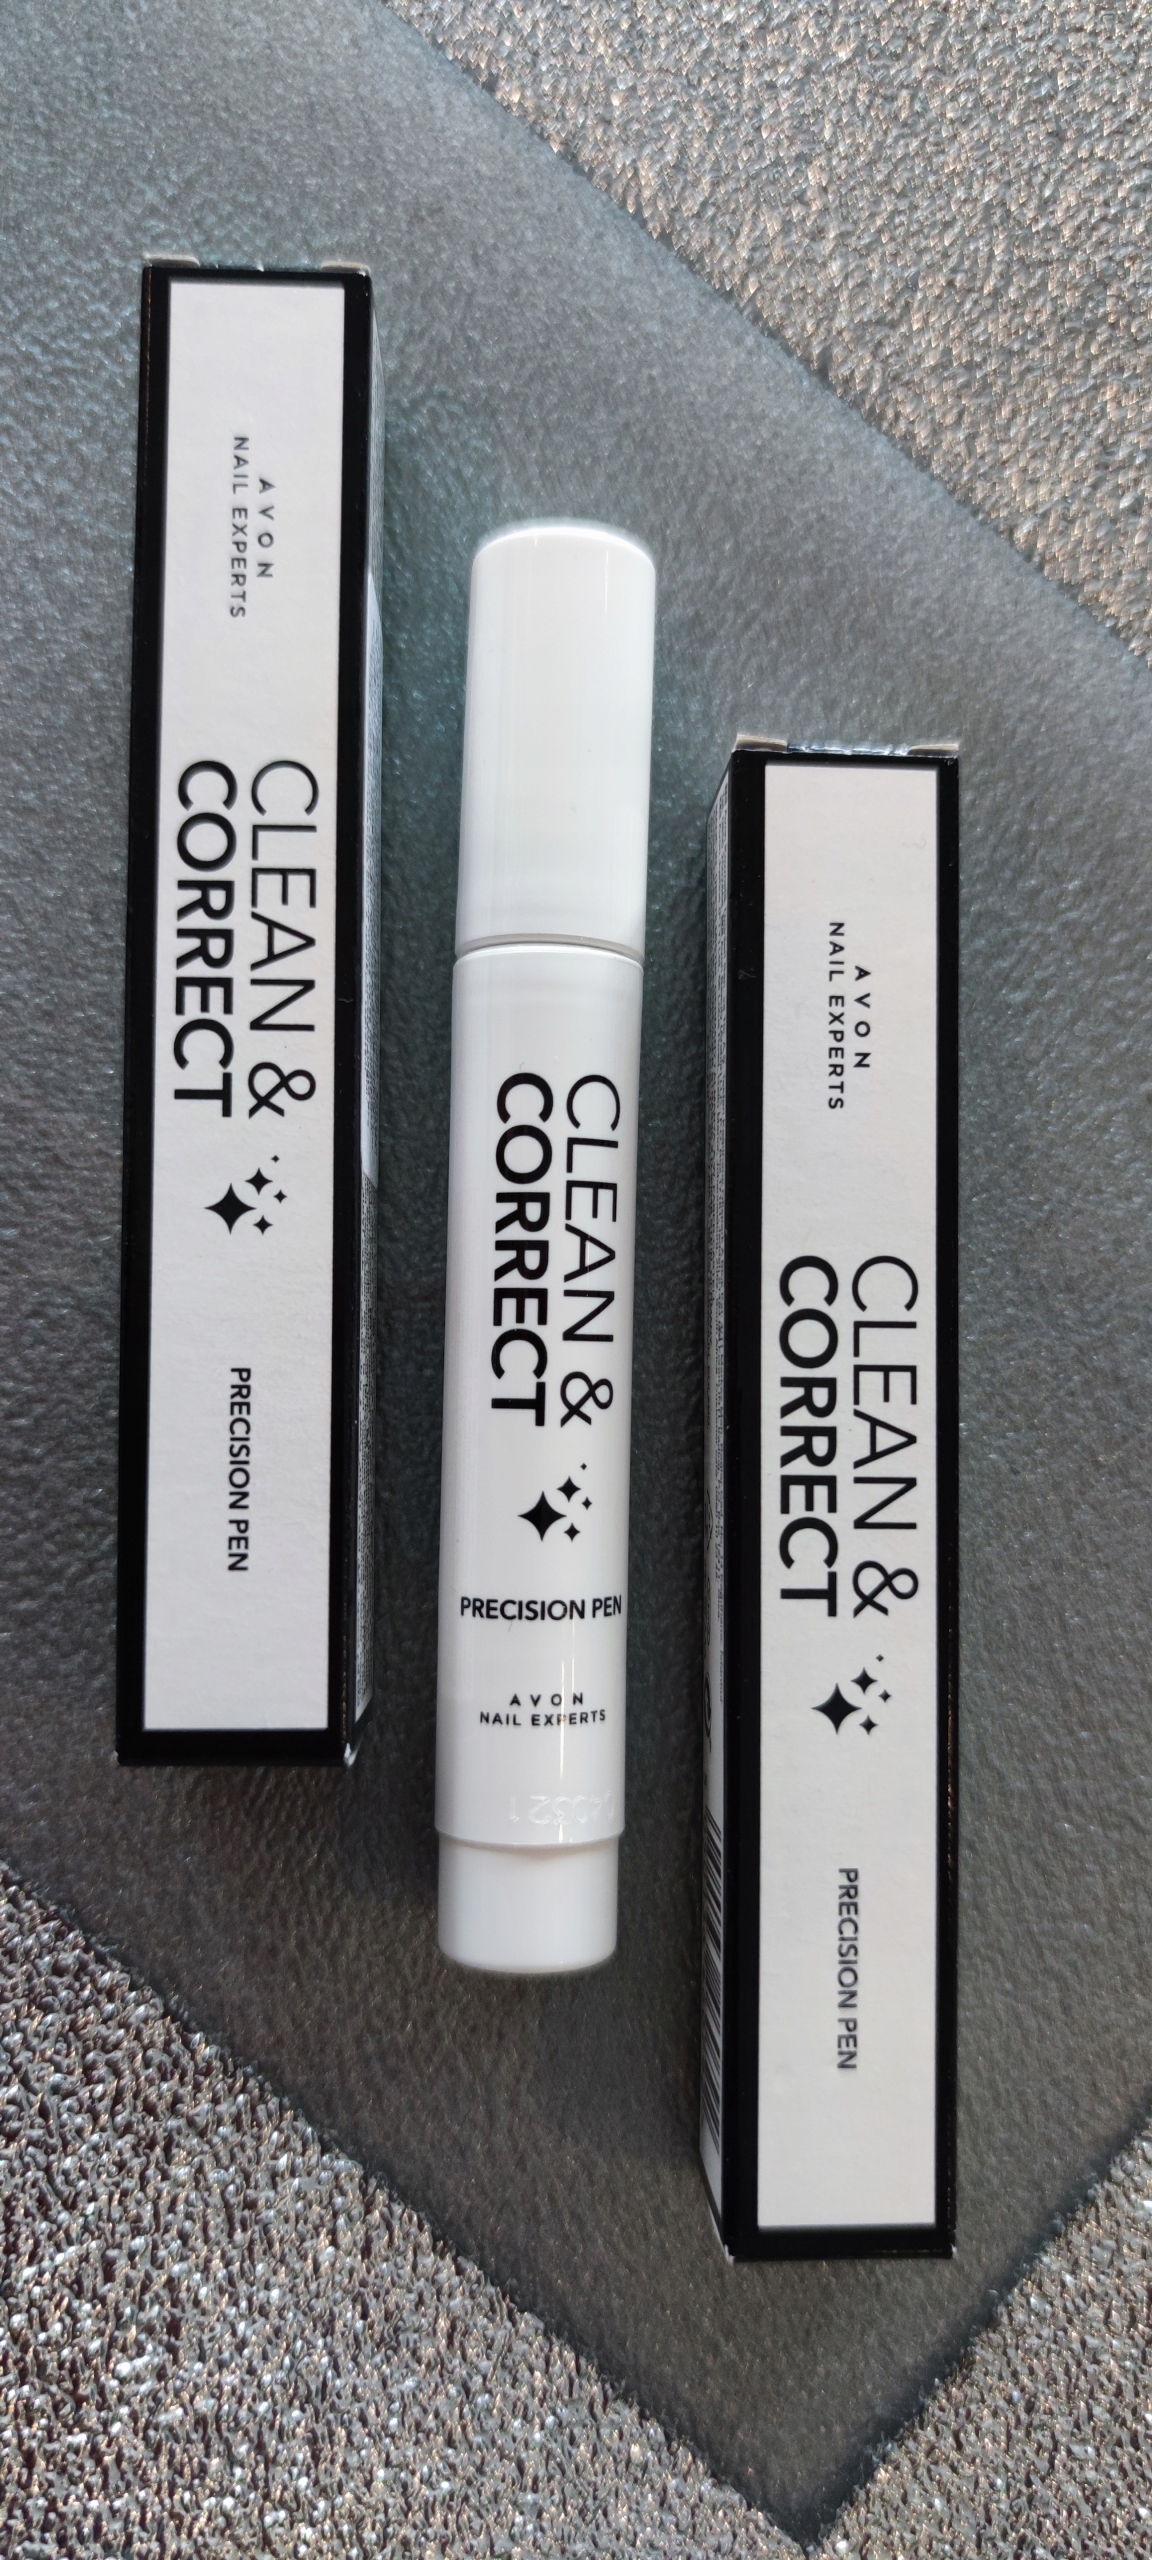 AVON
NAIL EXPERTS
CLEAN &
CORRECT
PRECISION PEN
CLEAN &
CORRECT
PRECISION PEN
AVON
NAIL EXPERTS
AVON
NAIL EXPERTS
CLEAN &
CORRECT
PRECISION PEN